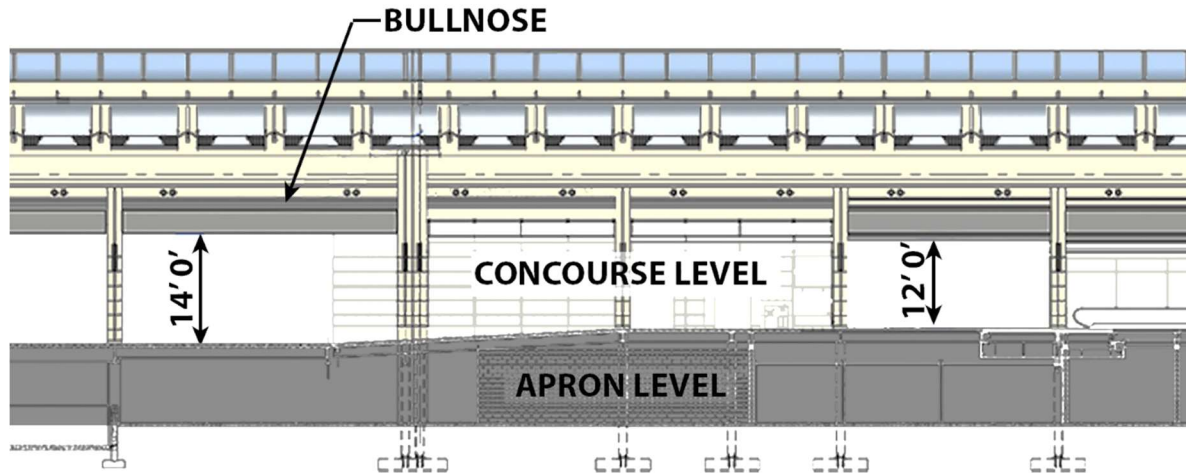 BULLNOSE
14' 0'
CONCOURSE LEVEL
12' 0'
APRON LEVEL